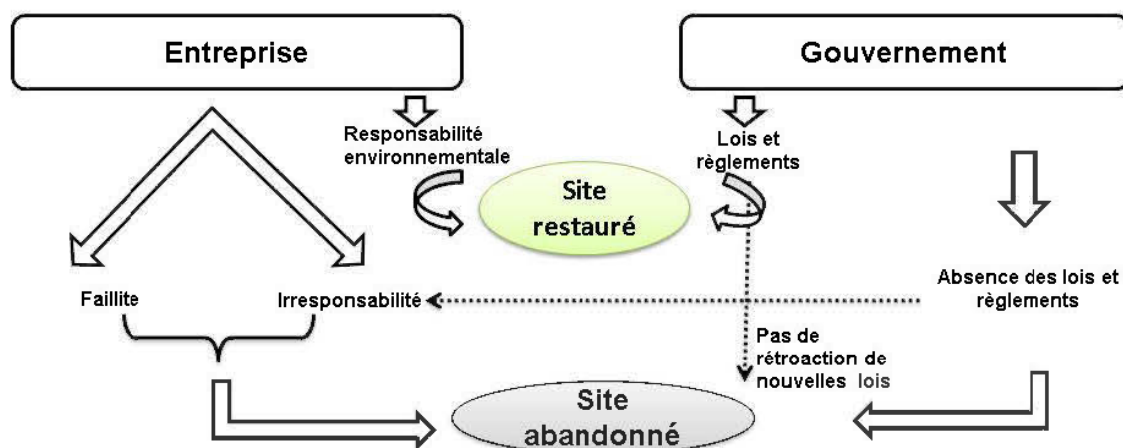 Entreprise
Gouvernement
Responsabilité
environnementale
Lois et
règlements
Site
restauré
Faillite
Irresponsabilité
Absence des lois et
règlements
Pas de
rétroaction de
nouvelles lois
Site
abandonné